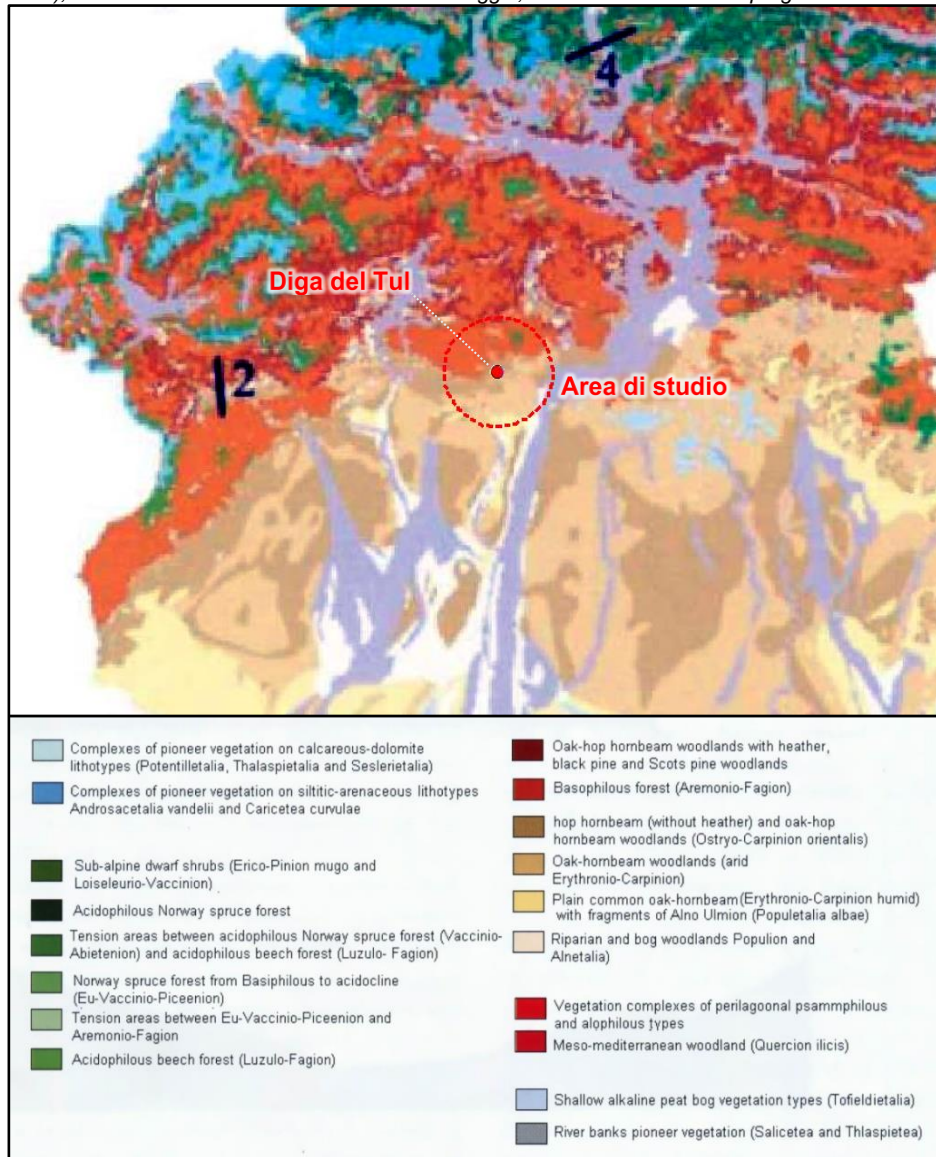 4
Diga del Tul
2
Area di studio
Complexes of pioneer vegetation on calcareous-dolomite
lithotypes (Potentilletalia, Thalaspietalia and Seslerietalia)
Complexes of pioneer vegetation on siltitic-arenaceous lithotypes
Androsacetalia vandelii and Caricetea curvulae
Sub-alpine dwarf shrubs (Erico-Pinion mugo and
Loiseleurio-Vaccinion)
Acidophilous Norway spruce forest
Tension areas between acidophilous Norway spruce forest (Vaccinio-
Abietenion) and acidophilous beech forest (Luzulo- Fagion)
Norway spruce forest from Basiphilous to acidocline
(Eu-Vaccinio-Piceenion)
Tension areas between Eu-Vaccinio-Piceenion and
Aremonio-Fagion
Acidophilous beech forest (Luzulo-Fagion)
Oak-hop hornbeam woodlands with heather,
black pine and Scots pine woodlands
Basophilous forest (Aremonio-Fagion)
hop hornbeam (without heather) and oak-hop
hornbeam woodlands (Ostryo-Carpinion orientalis)
Oak-hornbeam woodlands (arid
Erythronio-Carpinion)
Plain common oak-hornbeam (Erythronio-Carpinion humid)
with fragments of Alno Ulmion (Populetalia albae)
Riparian and bog woodlands Populion and
Alnetalia)
Vegetation complexes of perilagoonal psammphilous
and alophilous types
Meso-mediterranean woodland (Quercion ilicis)
Shallow alkaline peat bog vegetation types (Tofieldietalia)
River banks pioneer vegetation (Salicetea and Thlaspietea)